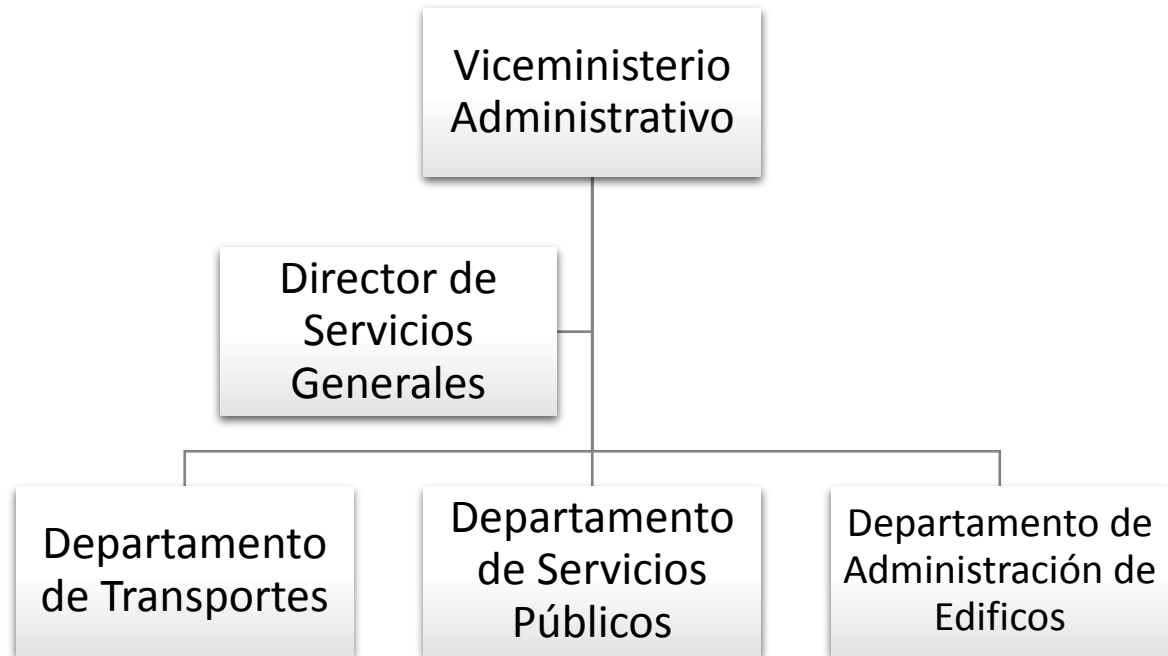 Viceministerio
Administrativo
Director de
Servicios
Generales
Departamento
de Transportes
Departamento
de Servicios
Públicos
Departamento de
Administración de
Edificos